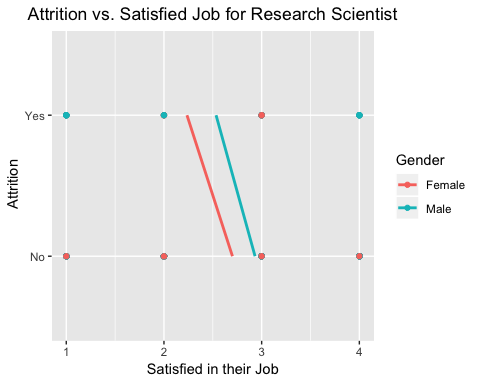 Attrition vs. Satisfied Job for Research Scientist
Yes
No
Attrition
1 2 3 4
Satisfied in their Job
Gender
Female
Male